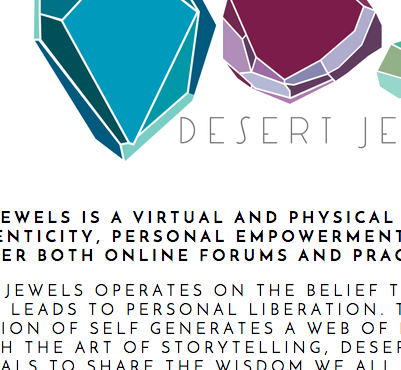 DESERT JE
EWELS IS A VIRTUAL AND PHYSICAL
ENTICITY, PERSONAL EMPOWERMENT
ER BOTH ONLINE FORUMS AND PRAC
JEWELS OPERATES ON THE BELIEF T
LEADS TO PERSONAL LIBERATION. T
ION OF SELF GENERATES A WEB OF
H THE ART OF STORYTELLING, DESER
ALS TO SHARE THE WISDOM WE ALL